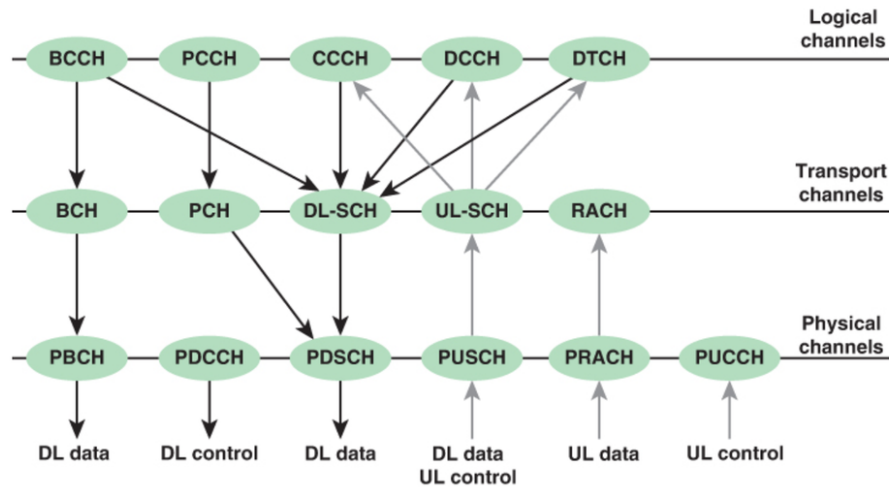 Logical
channels
BCCH PCCH CCCH DCCH DTCH
Transport
channels
BCH PCH DL-SCH UL-SCH RACH
Physical
channels
PBCH PDCCH PDSCH PUSCH PRACH PUCCH
DL data DL control DL data DL data UL data UL control
UL control